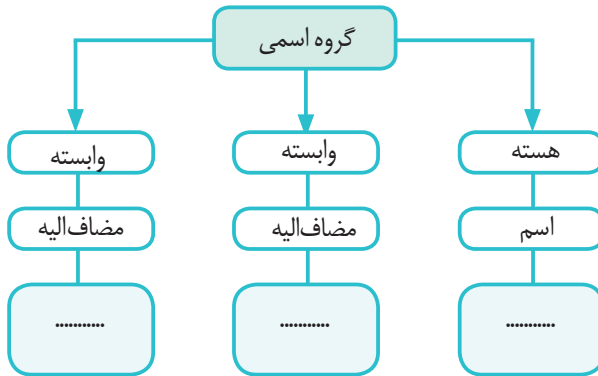 گروه اسمی
هسته
وابسته
وابسته
اسم
مضاف‌الیه
مضاف‌الیه
...........
...........
...........